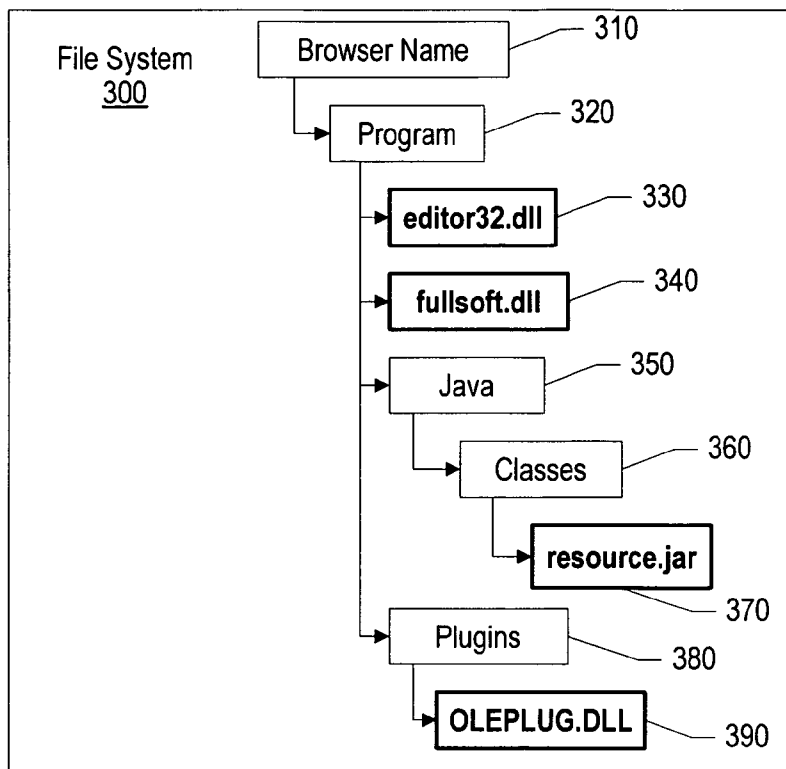 File System
300
Browser Name
310
Program
320
editor32.dll
330
fullsoft.dll
340
Java
350
Classes
360
resource.jar
370
Plugins
380
OLEPLUG.DLL
390